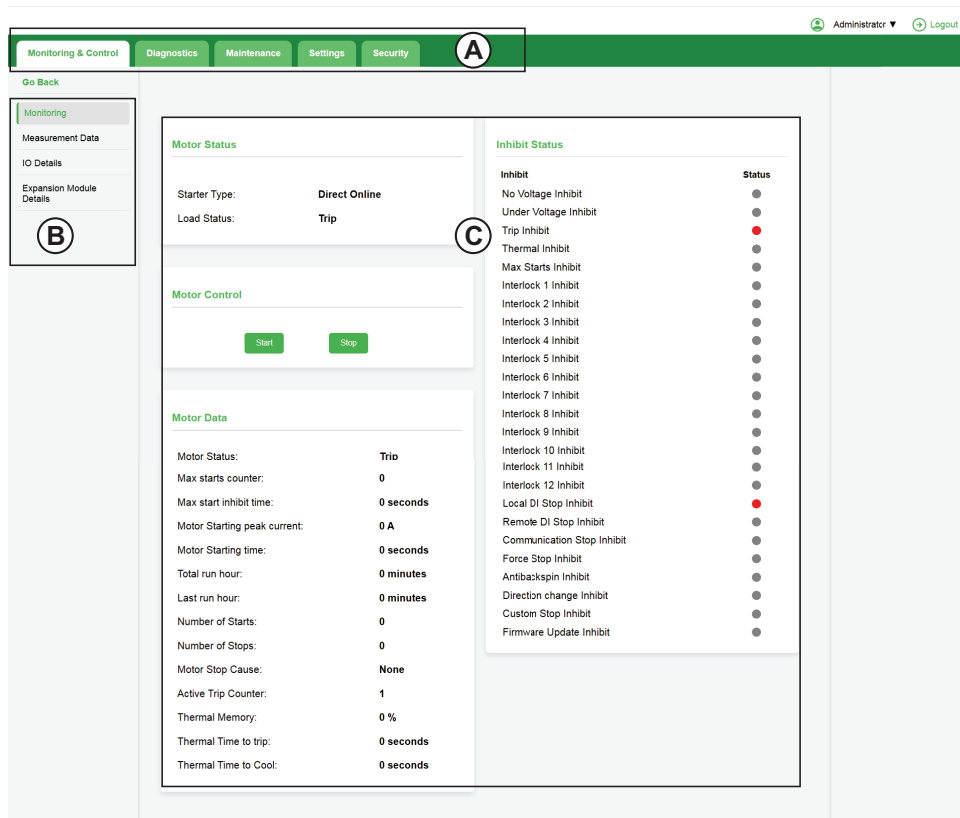 Administrator ▼ Logout
Monitoring & Control Diagnostics Maintenance Settings Security A
Go Back
Monitoring
Measurement Data
IO Details
Expansion Module
Details
B
Motor Status
Starter Type: Direct Online
Load Status: Trip
C
Motor Control
Start Stop
Motor Data
Motor Status: Trip
Max starts counter: 0
Max start inhibit time: 0 seconds
Motor Starting peak current: 0 A
Motor Starting time: 0 seconds
Total run hour: 0 minutes
Last run hour: 0 minutes
Number of Starts: 0
Number of Stops: 0
Motor Stop Cause: None
Active Trip Counter: 1
Thermal Memory: 0 %
Thermal Time to trip: 0 seconds
Thermal Time to Cool: 0 seconds
Inhibit Status
Inhibit Status
No Voltage Inhibit
Under Voltage Inhibit
Trip Inhibit
Thermal Inhibit
Max Starts Inhibit
Interlock 1 Inhibit
Interlock 2 Inhibit
Interlock 3 Inhibit
Interlock 4 Inhibit
Interlock 5 Inhibit
Interlock 6 Inhibit
Interlock 7 Inhibit
Interlock 8 Inhibit
Interlock 9 Inhibit
Interlock 10 Inhibit
Interlock 11 Inhibit
Interlock 12 Inhibit
Local DI Stop Inhibit
Remote DI Stop Inhibit
Communication Stop Inhibit
Force Stop Inhibit
Antibackspin Inhibit
Direction change Inhibit
Custom Stop Inhibit
Firmware Update Inhibit